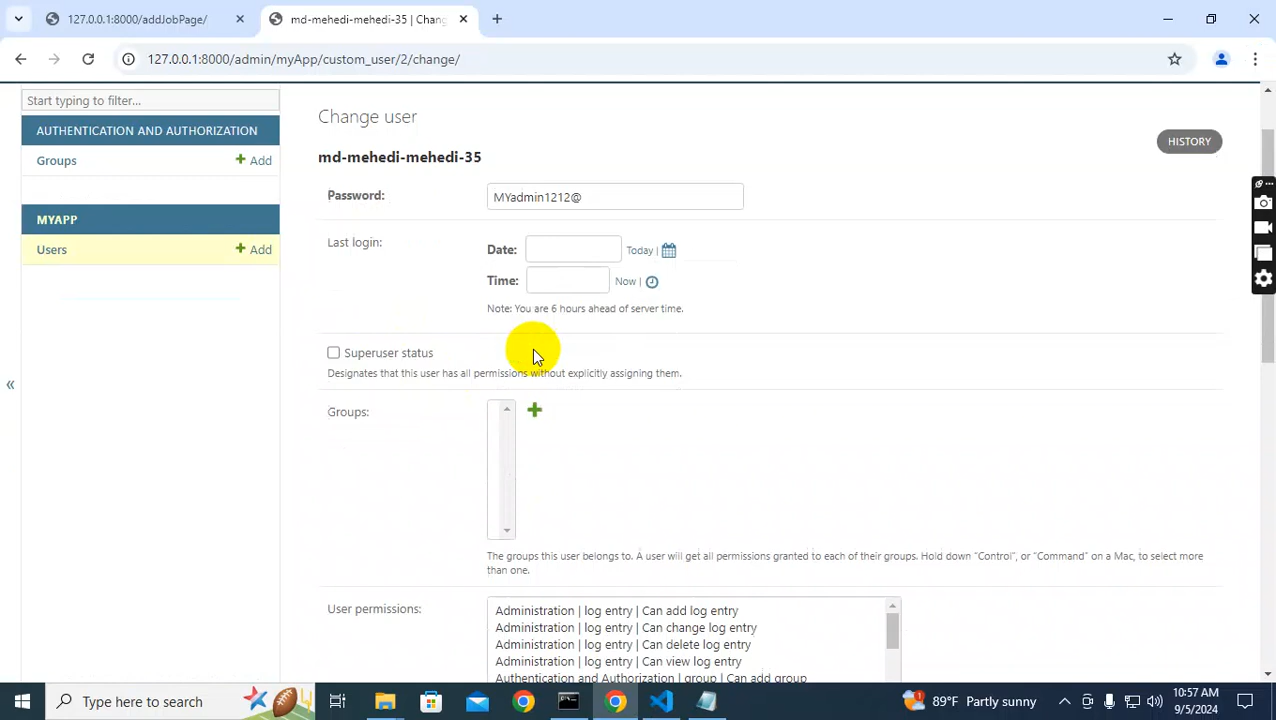 127.0.0.1:8000/addJobPage/
md-mehedi-mehedi-35 | Chang
127.0.0.1:8000/admin/myApp/custom_user/2/change/
Start typing to filter...
AUTHENTICATION AND AUTHORIZATION
Groups
Add
MYAPP
Users
Add
«
Change user
HISTORY
md-mehedi-mehedi-35
Password:
MYadmin1212@
Last login:
Date:
Today |
Time:
Now |
Note: You are 6 hours ahead of server time.
Superuser status
Designates that this user has all permissions without explicitly assigning them.
Groups:
The groups this user belongs to. A user will get all permissions granted to each of their groups. Hold down “Control”, or “Command” on a Mac, to select more
than one.
User permissions:
Administration | log entry | Can add log entry
Administration | log entry | Can change log entry
Administration | log entry | Can delete log entry
Administration | log entry | Can view log entry
Authentication and Authorization | group | Can add group
Type here to search
89°F Partly sunny
10:57 AM
9/5/2024